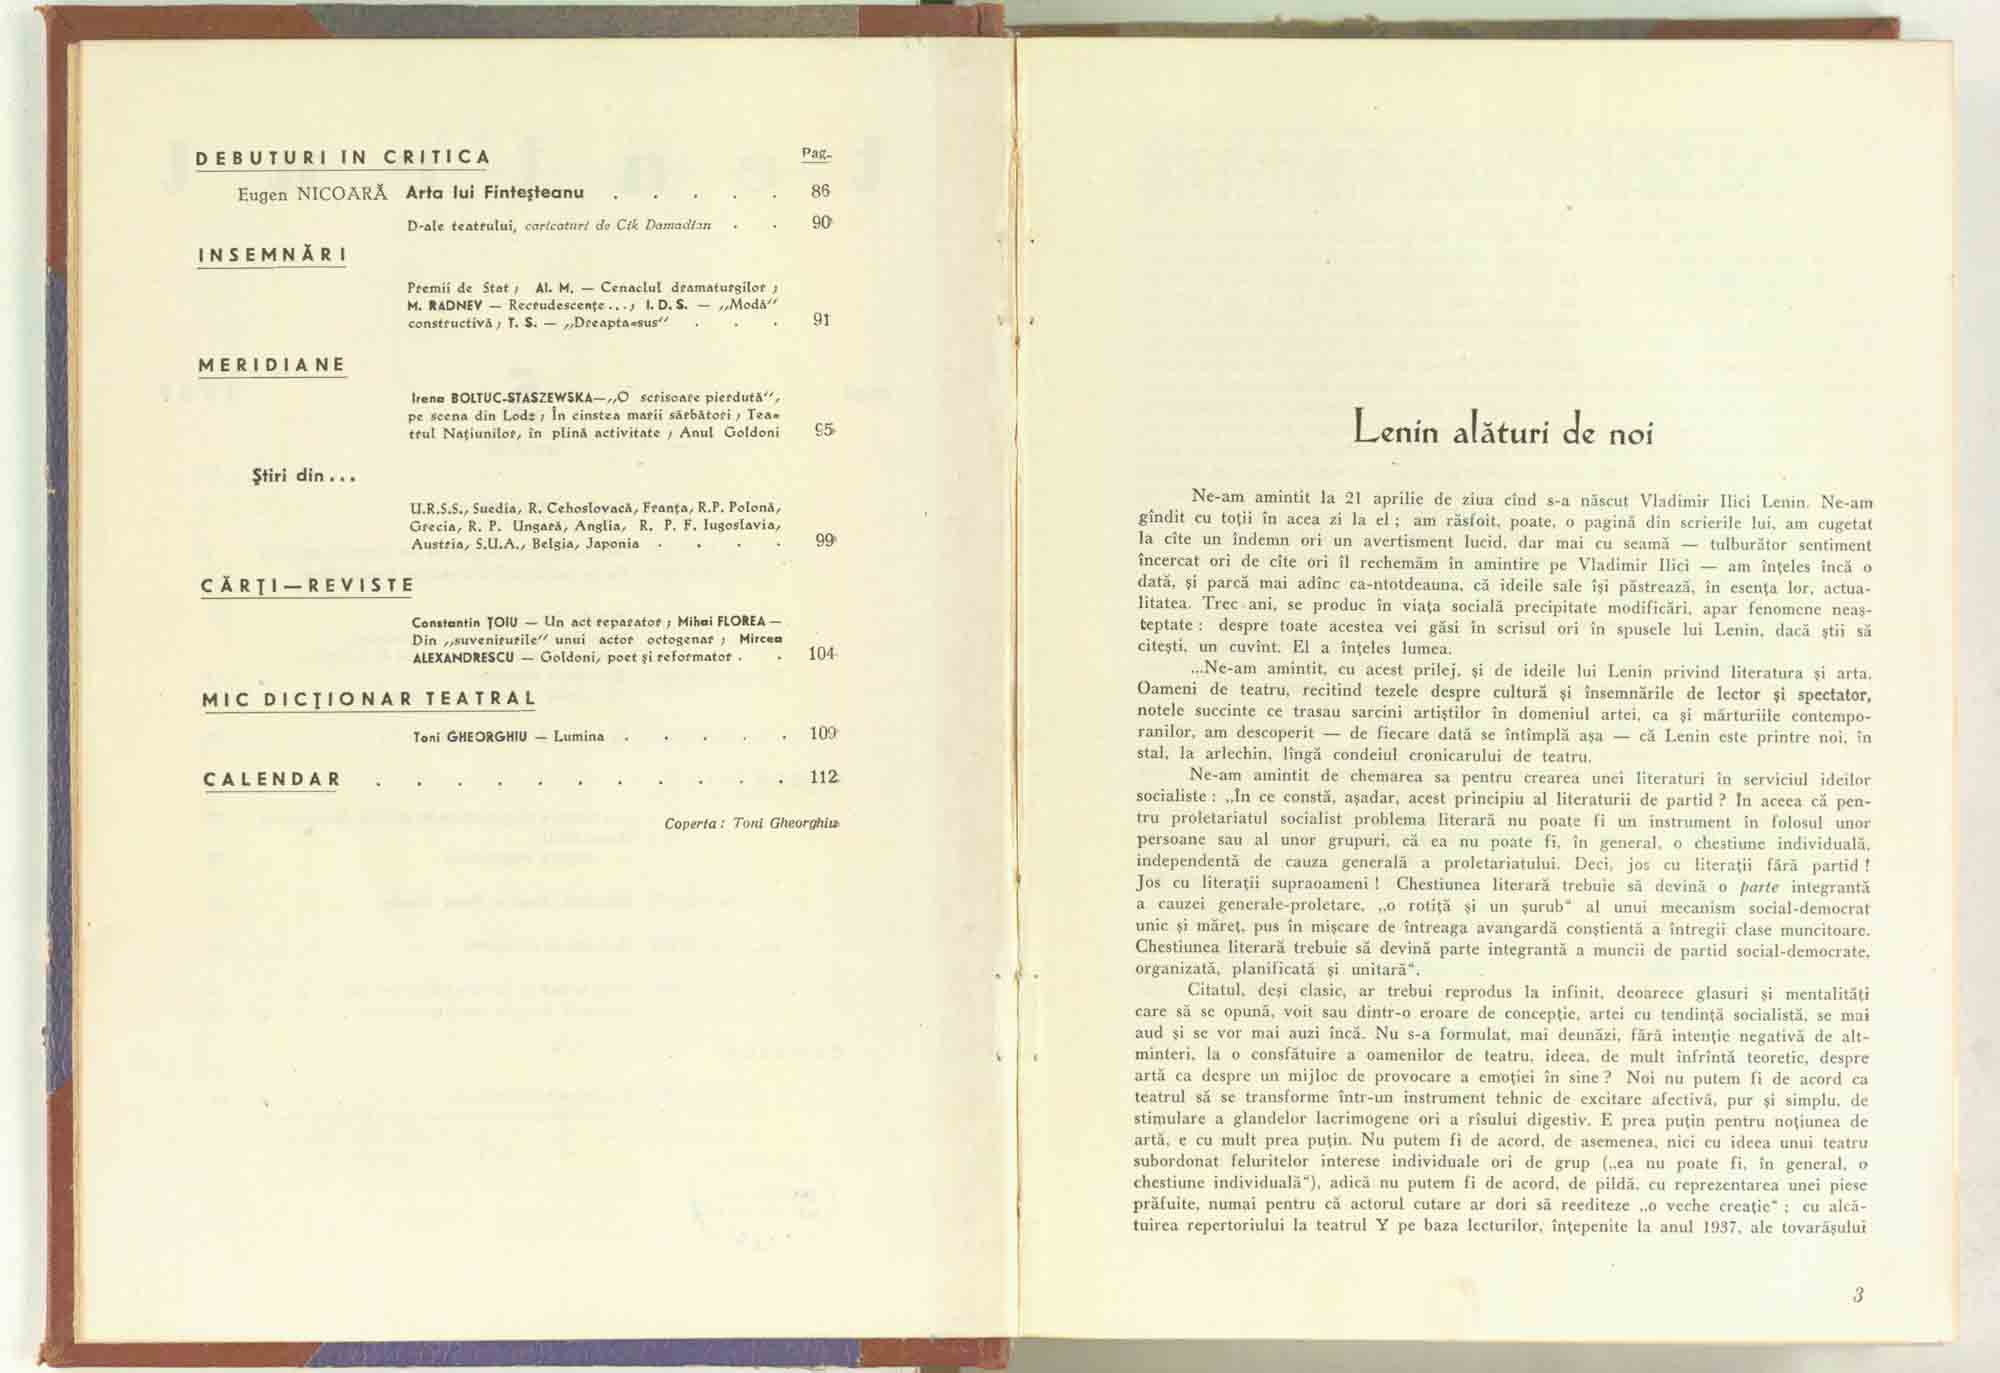 Pag.
DEBUTURI IN CRITICA
Eugen NICOARĂ Arta lui Finteşteanu . . . . . 86
D-ale teatrului, caricaturi de Cik Damadian . . 90
INSEMNĂRI
Premii de Stat ; Al. M. — Cenaclul dramaturgilor ;
M. RADNEV — Recrudescenţe... ; I. D. S. — „Modă”
constructivă ; T. S. — „Dreapta-sus” . . . 91
MERIDIANE
Irena BOLTUC-STASZEWSKA—„O scrisoare pierdută”,
pe scena din Lodz ; În cinstea marii sărbători ; Tea-
trul Naţiunilor, în plină activitate ; Anul Goldoni 95
Ştiri din...
U.R.S.S., Suedia, R. Cehoslovacă, Franţa, R.P. Polonă,
Grecia, R. P. Ungară, Anglia, R. P. F. Iugoslavia,
Austria, S.U.A., Belgia, Japonia . . . . 99
CĂRŢI—REVISTE
Constantin ŢOIU — Un act reparator ; Mihai FLOREA —
Din „suvenirurile” unui actor octogenar ; Mircea
ALEXANDRESCU — Goldoni, poet şi reformator . . 104
MIC DICŢIONAR TEATRAL
Toni GHEORGHIU — Lumina . . . . . 109
CALENDAR . . . . . . . . . . . 112
Coperta : Toni Gheorghiu
Lenin alături de noi
Ne-am amintit la 21 aprilie de ziua cînd s-a născut Vladimir Ilici Lenin. Ne-am
gîndit cu toţii în acea zi la el ; am răsfoit, poate, o pagină din scrierile lui, am cugetat
la cîte un îndemn ori un avertisment lucid, dar mai cu seamă — tulburător sentiment
încercat ori de cîte ori îl rechemăm în amintire pe Vladimir Ilici — am înţeles încă o
dată, şi parcă mai adînc ca-ntotdeauna, că ideile sale îşi păstrează, în esenţa lor, actua-
litatea. Trec ani, se produc în viaţa socială precipitate modificări, apar fenomene neaş-
teptate : despre toate acestea vei găsi în scrisul ori în spusele lui Lenin, dacă ştii să
citeşti, un cuvînt. El a înţeles lumea.
...Ne-am amintit, cu acest prilej, şi de ideile lui Lenin privind literatura şi arta.
Oameni de teatru, recitind tezele despre cultură şi însemnările de lector şi spectator,
notele succinte ce trasau sarcini artiştilor în domeniul artei, ca şi mărturiile contempo-
ranilor, am descoperit — de fiecare dată se întîmplă aşa — că Lenin este printre noi, în
stal, la arlechin, lîngă condeiul cronicarului de teatru.
Ne-am amintit de chemarea sa pentru crearea unei literaturi în serviciul ideilor
socialiste : „În ce constă, aşadar, acest principiu al literaturii de partid ? In aceea că pen-
tru proletariatul socialist problema literară nu poate fi un instrument în folosul unor
persoane sau al unor grupuri, că ea nu poate fi, în general, o chestiune individuală,
independentă de cauza generală a proletariatului. Deci, jos cu literaţii fără partid !
Jos cu literaţii supraoameni ! Chestiunea literară trebuie să devină o parte integrantă
a cauzei generale-proletare, „o rotiţă şi un şurub“ al unui mecanism social-democrat
unic şi măreţ, pus în mişcare de întreaga avangardă conştientă a întregii clase muncitoare.
Chestiunea literară trebuie să devină parte integrantă a muncii de partid social-democrate,
organizată, planificată şi unitară“.
Citatul, deşi clasic, ar trebui reprodus la infinit, deoarece glasuri şi mentalităţi
care să se opună, voit sau dintr-o eroare de concepţie, artei cu tendinţă socialistă, se mai
aud şi se vor mai auzi încă. Nu s-a formulat, mai deunăzi, fără intenţie negativă de alt-
minteri, la o consfătuire a oamenilor de teatru, ideea, de mult înfrîntă teoretic, despre
artă ca despre un mijloc de provocare a emoţiei în sine ? Noi nu putem fi de acord ca
teatrul să se transforme într-un instrument tehnic de excitare afectivă, pur şi simplu, de
stimulare a glandelor lacrimogene ori a rîsului digestiv. E prea puţin pentru noţiunea de
artă, e cu mult prea puţin. Nu putem fi de acord, de asemenea, nici cu ideea unui teatru
subordonat feluritelor interese individuale ori de grup („ea nu poate fi, în general, o
chestiune individuală“), adică nu putem fi de acord, de pildă, cu reprezentarea unei piese
prăfuite, numai pentru că actorul cutare ar dori să reediteze „o veche creaţie“ ; cu alcă-
tuirea repertoriului la teatrul Y pe baza lecturilor, înţepenite la anul 1937, ale tovarăşului
3